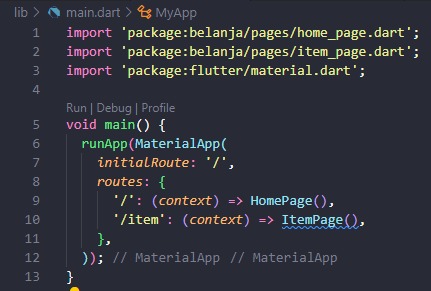 lib > main.dart > MyApp
1 import 'package:belanja/pages/home_page.dart';
2 import 'package:belanja/pages/item_page.dart';
3 import 'package:flutter/material.dart';
4
Run | Debug | Profile
5 void main() {
6   runApp(MaterialApp(
7     initialRoute: '/',
8     routes: {
9       '/': (context) => HomePage(),
10       '/item': (context) => ItemPage(),
11     },
12   )); // MaterialApp // MaterialApp
13 }